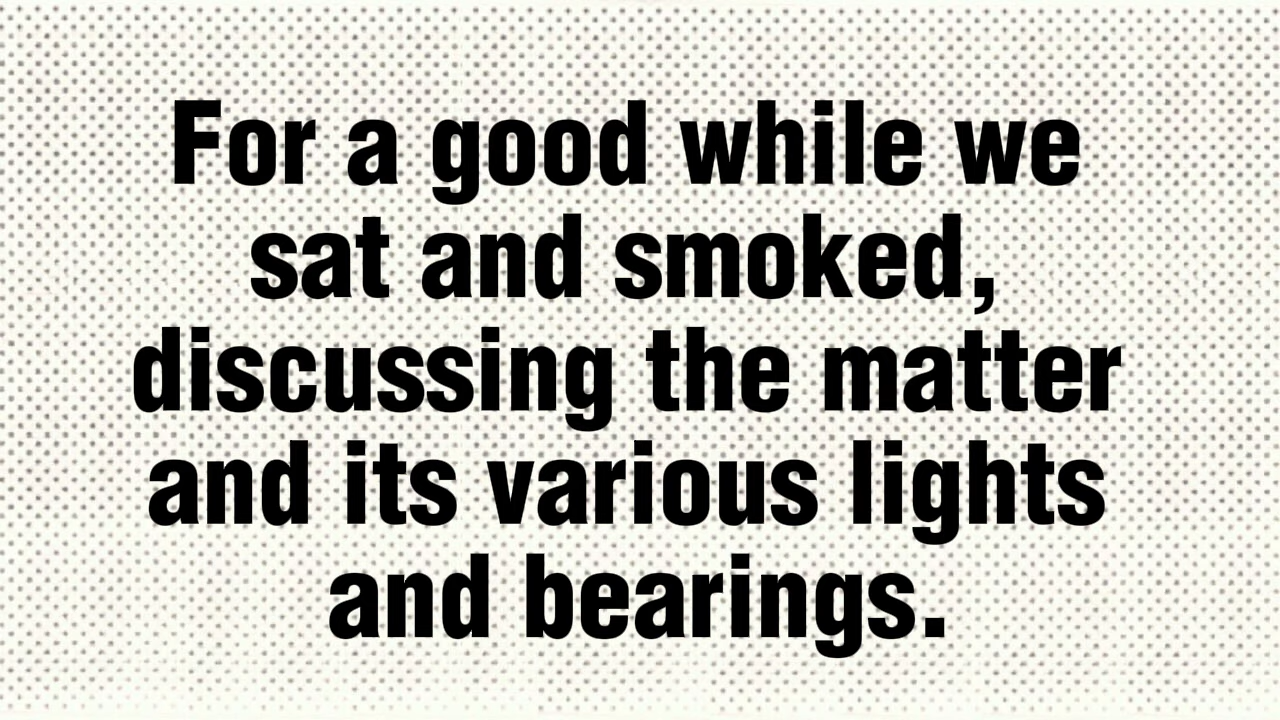 For a good while we
sat and smoked,
discussing the matter
and its various lights
and bearings.